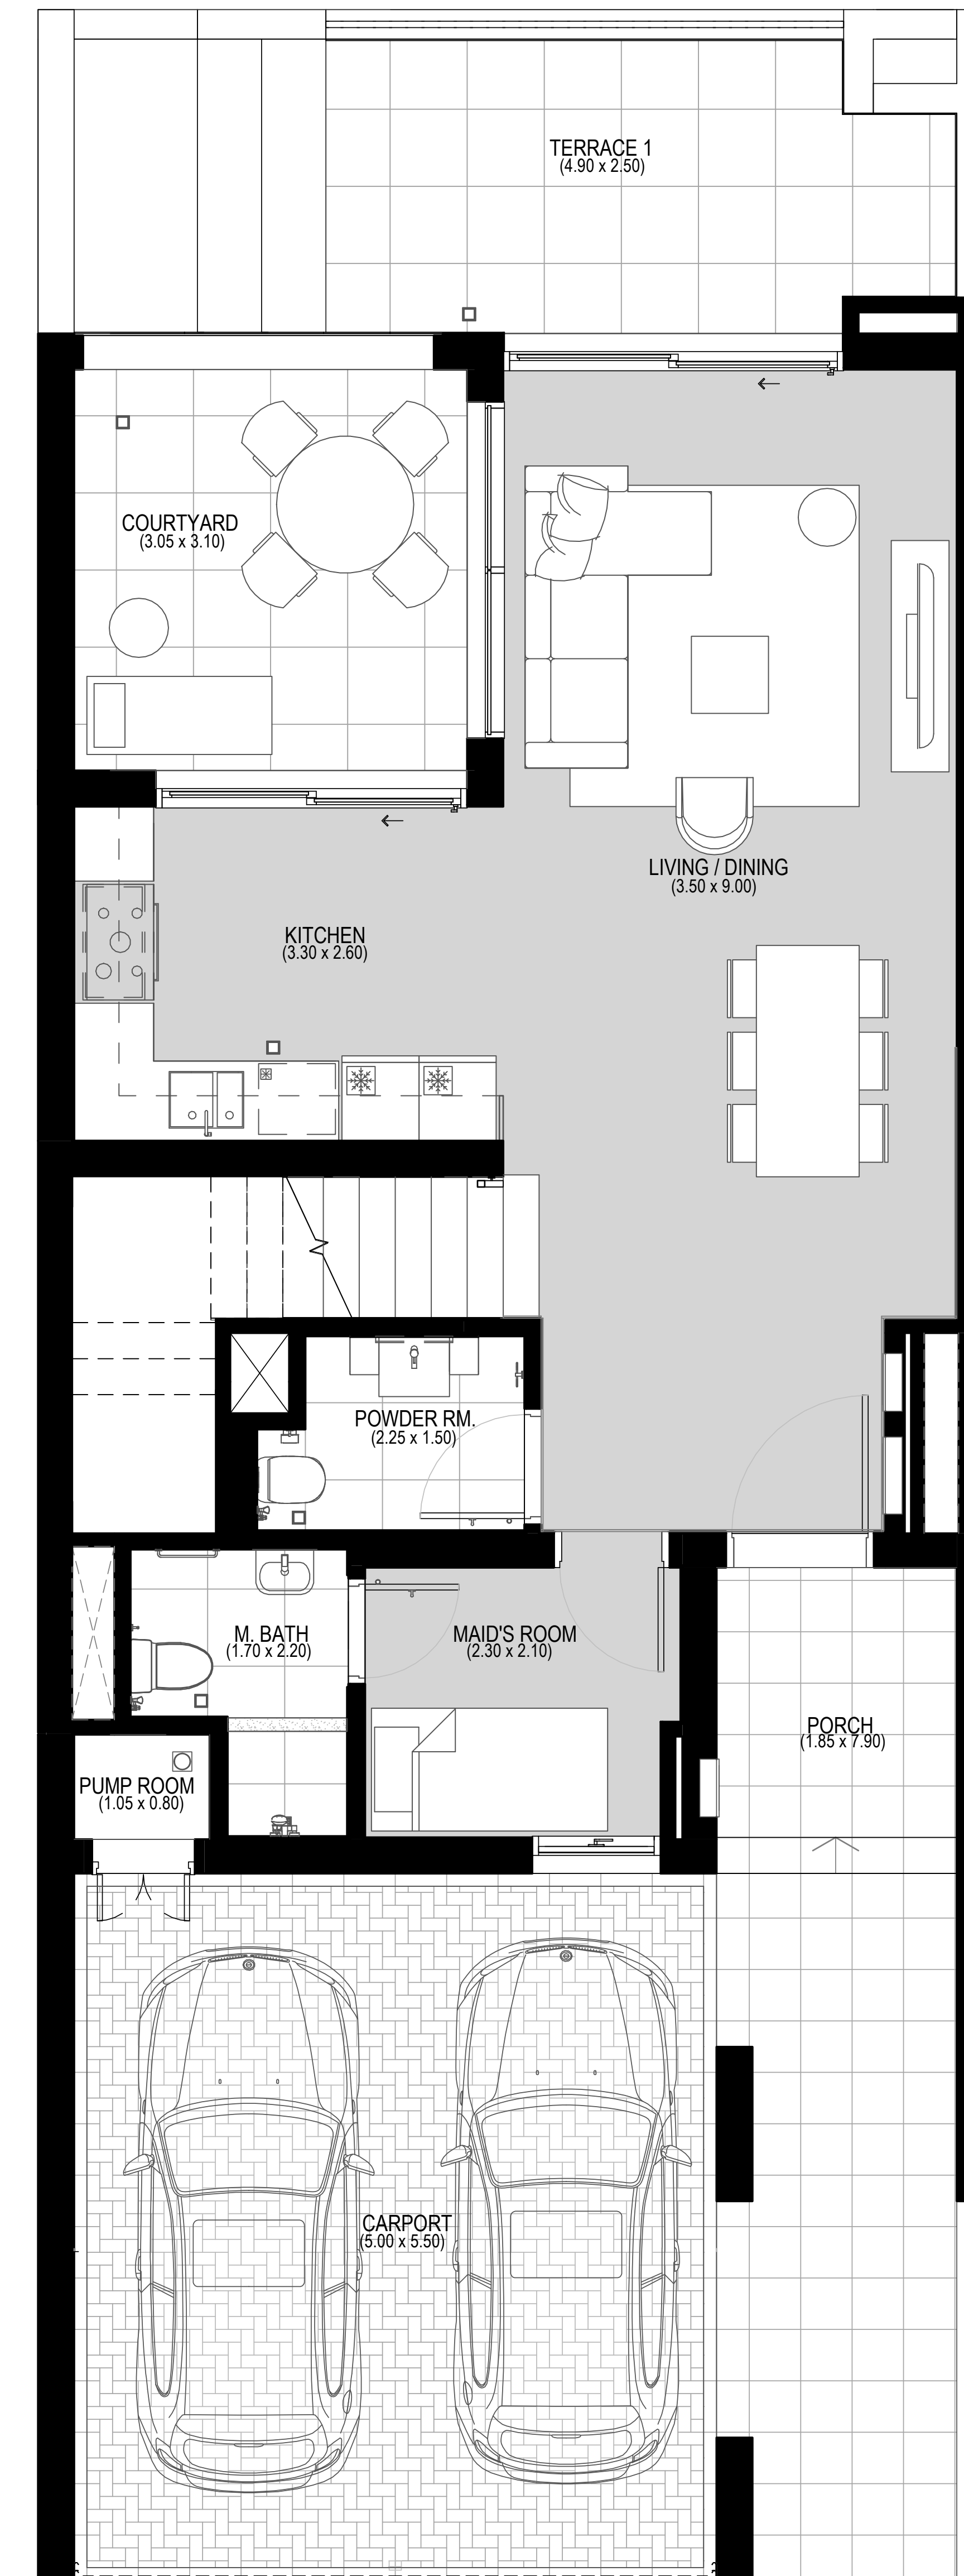 TERRACE 1
(4.90 x 2.50)
COURTYARD
(3.05 x 3.10)
LIVING / DINING
(3.50 x 9.00)
KITCHEN
(3.30 x 2.60)
POWDER RM.
(2.25 x 1.50)
M. BATH
(1.70 x 2.20)
MAID'S ROOM
(2.30 x 2.10)
PORCH
(1.85 x 7.90)
PUMP ROOM
(1.05 x 0.80)
CARPORT
(5.00 x 5.50)